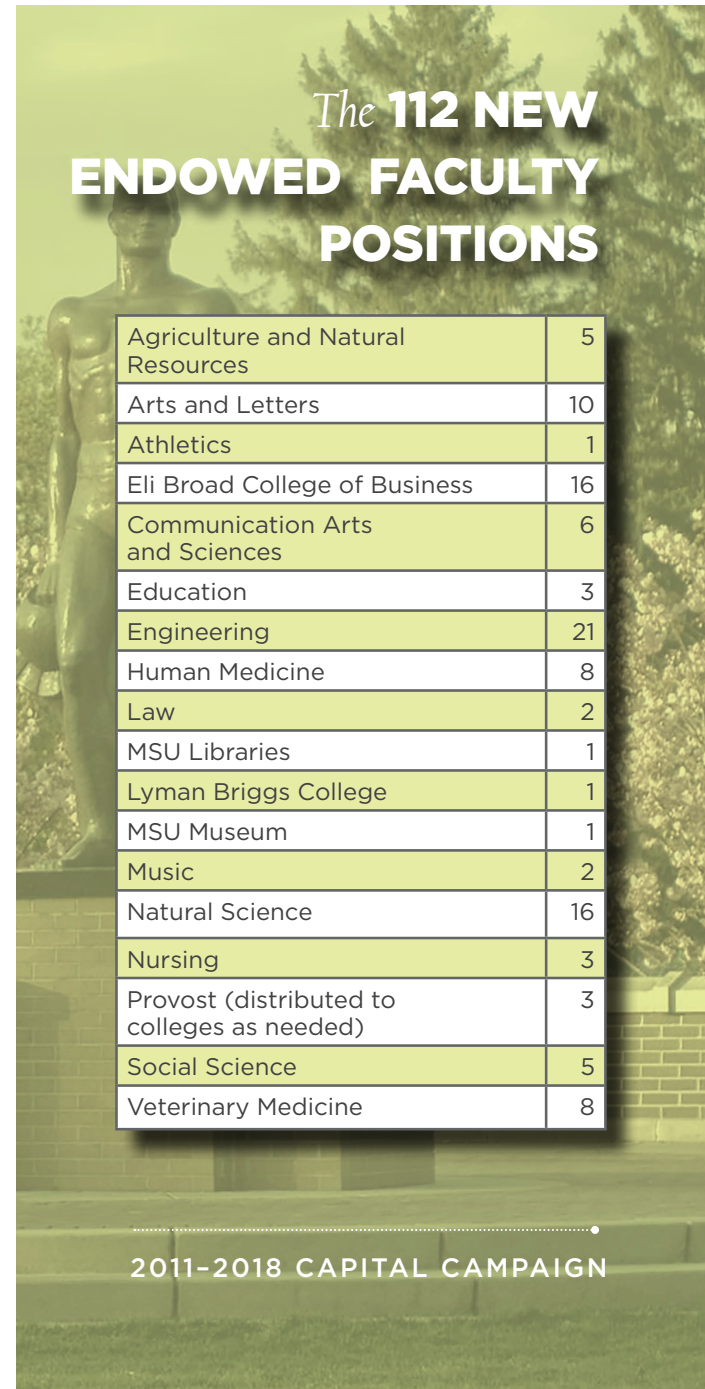 The 112 NEW
ENDOWED FACULTY
POSITIONS
Agriculture and Natural 5
Resources
Arts and Letters 10
Athletics 1
Eli Broad College of Business 16
Communication Arts 6
and Sciences
Education 3
Engineering 21
Human Medicine 8
Law 2
MSU Libraries 1
Lyman Briggs College 1
MSU Museum 1
Music 2
Natural Science 16
Nursing 3
Provost (distributed to 3
colleges as needed)
Social Science 5
Veterinary Medicine 8
2011–2018 CAPITAL CAMPAIGN